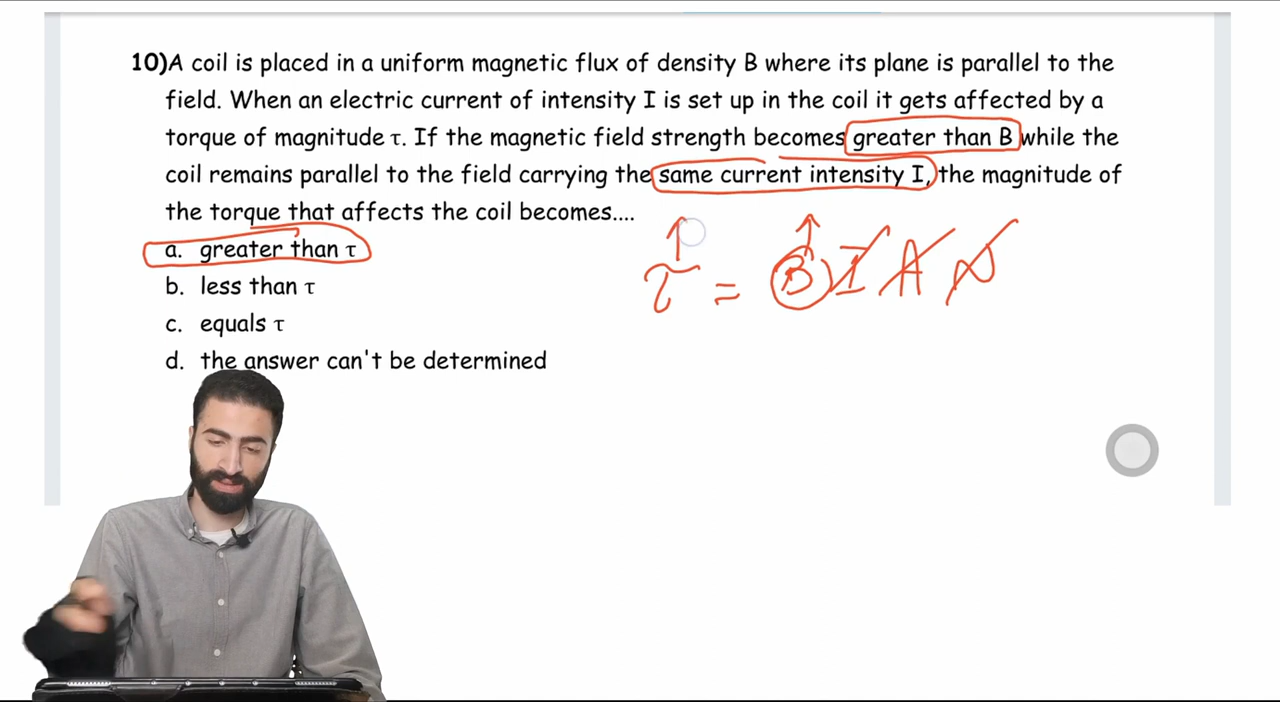 10)A coil is placed in a uniform magnetic flux of density B where its plane is parallel to the
field. When an electric current of intensity I is set up in the coil it gets affected by a
torque of magnitude τ. If the magnetic field strength becomes greater than B while the
coil remains parallel to the field carrying the same current intensity I, the magnitude of
the torque that affects the coil becomes....
a. greater than τ
b. less than τ
c. equals τ
d. the answer can't be determined
↑ ↑
τ = B I A N